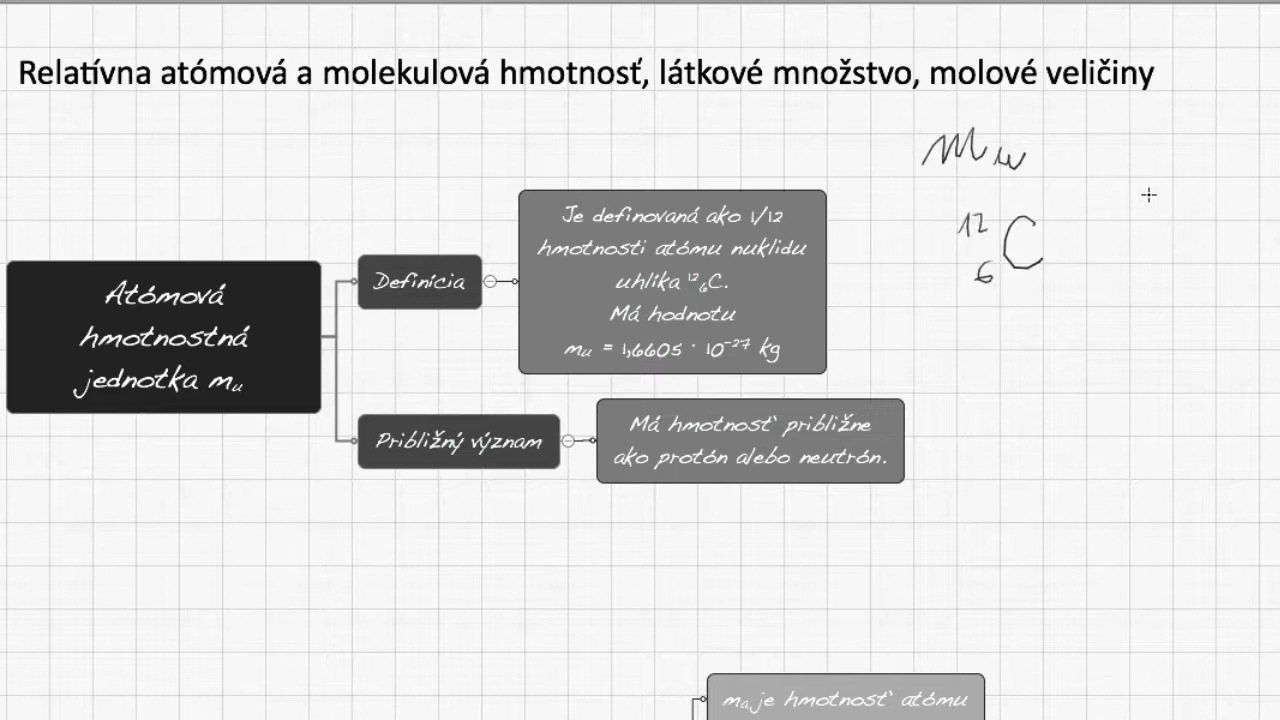 Relatívna atómová a molekulová hmotnosť, látkové množstvo, molové veličiny
mu
12
6 C
Je definovaná ako 1/12
hmotnosti atómu nuklidu
uhlíka ¹²₆C.
Má hodnotu
mᵤ = 1,6605 · 10⁻²⁷ kg
Definícia
Atómová
hmotnostná
jednotka mᵤ
Približný význam
Má hmotnosť približne
ako protón alebo neutrón.
mₐ je hmotnosť atómu